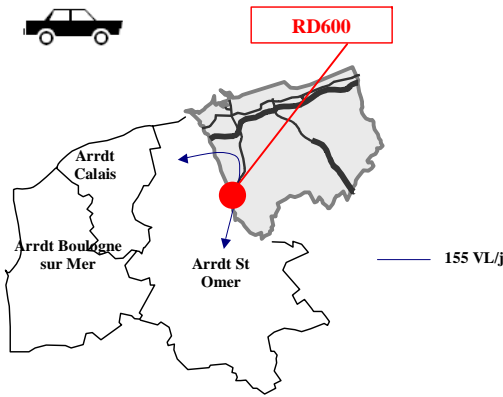 RD600
Arrdt
Calais
Arrdt Boulogne
sur Mer
Arrdt St
Omer
155 VL/j